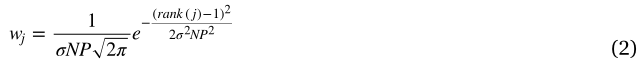 $w_j = \frac{1}{\sigma NP\sqrt{2\pi}} e^{-\frac{(rank(j)-1)^2}{2\sigma^2 NP^2}}$ (2)